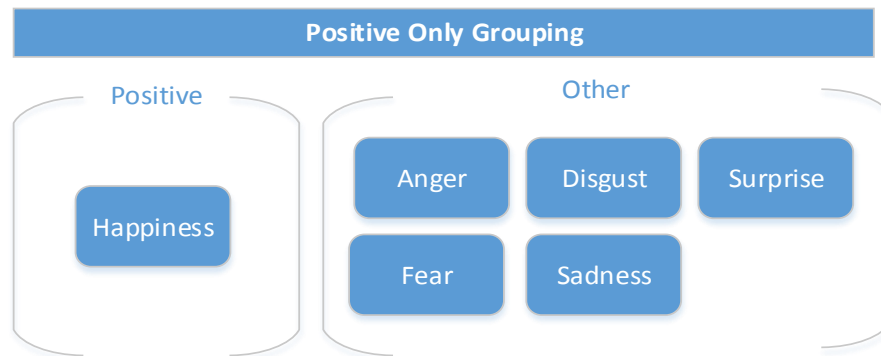 Positive Only Grouping
Positive
Other
Happiness
Anger
Disgust
Surprise
Fear
Sadness